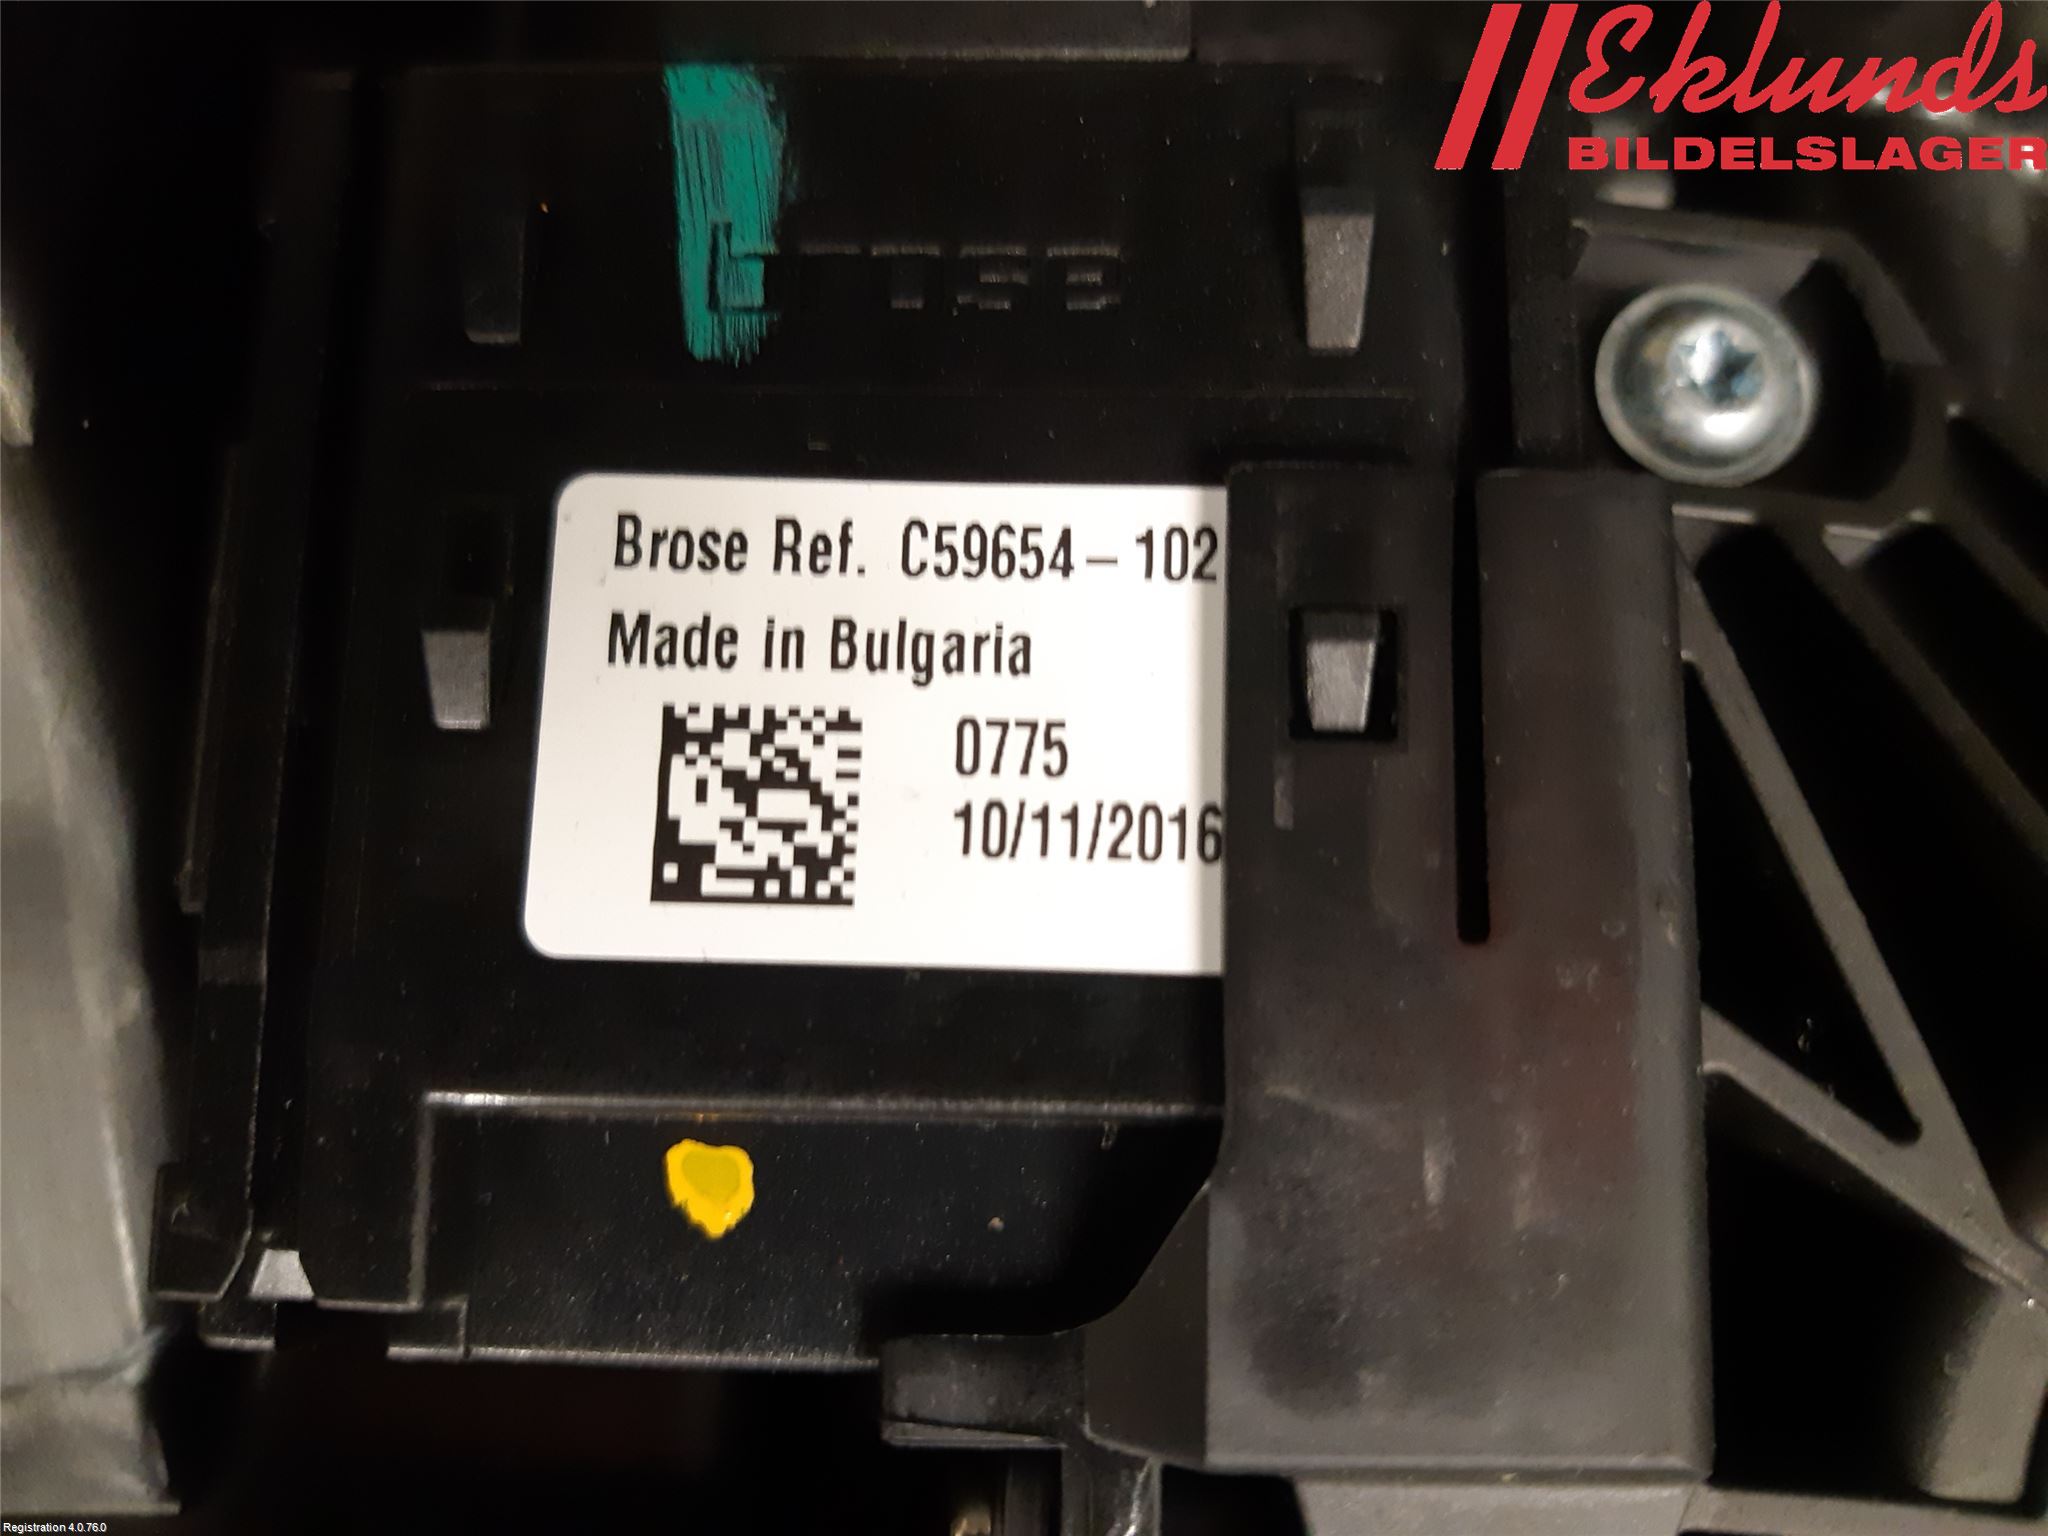 Eklunds
BILDELSLAGER
Brose Ref. C59654-102
Made in Bulgaria
0775
10/11/2016
Registration 4.0.76.0